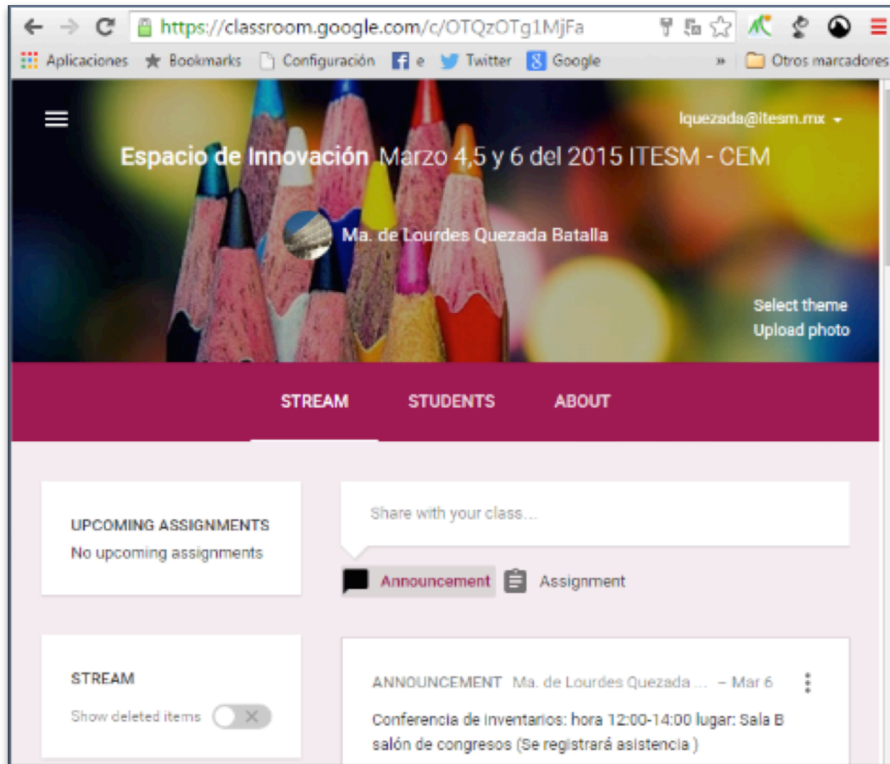 https://classroom.google.com/c/OTQzOTg1MjFa
Aplicaciones Bookmarks Configuración e Twitter Google » Otros marcadores
lquezada@itesm.mx
Espacio de Innovación Marzo 4,5 y 6 del 2015 ITESM - CEM
Ma. de Lourdes Quezada Batalla
Select theme
Upload photo
STREAM STUDENTS ABOUT
UPCOMING ASSIGNMENTS
No upcoming assignments
Share with your class...
Announcement Assignment
STREAM
Show deleted items
ANNOUNCEMENT Ma. de Lourdes Quezada ... – Mar 6
Conferencia de inventarios: hora 12:00-14:00 lugar: Sala B
salón de congresos (Se registrará asistencia )